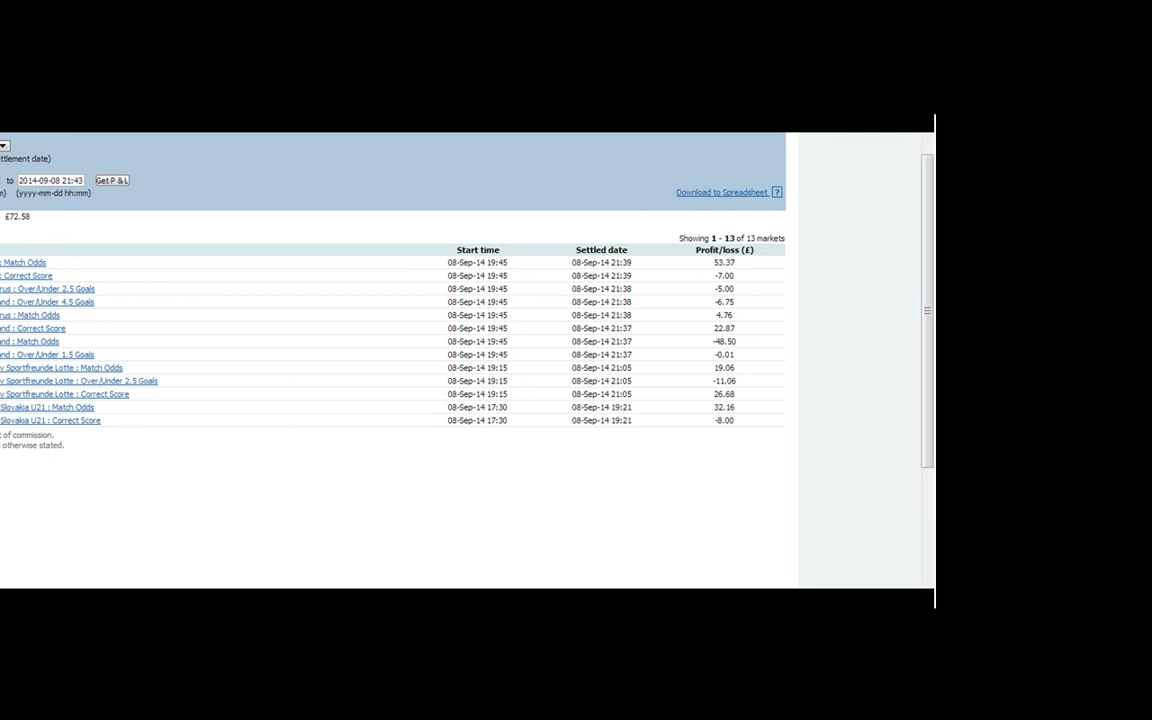 ttlement date)
to 2014-09-08 21:43 Get P & L
n) (yyyy-mm-dd hh:mm) Download to Spreadsheet ?
£72.58
Showing 1 - 13 of 13 markets
Start time Settled date Profit/loss (£)
: Match Odds 08-Sep-14 19:45 08-Sep-14 21:39 53.37
: Correct Score 08-Sep-14 19:45 08-Sep-14 21:39 -7.00
rus : Over/Under 2.5 Goals 08-Sep-14 19:45 08-Sep-14 21:38 -5.00
and : Over/Under 4.5 Goals 08-Sep-14 19:45 08-Sep-14 21:38 -6.75
rus : Match Odds 08-Sep-14 19:45 08-Sep-14 21:38 4.76
and : Correct Score 08-Sep-14 19:45 08-Sep-14 21:37 22.87
and : Match Odds 08-Sep-14 19:45 08-Sep-14 21:37 -48.50
and : Over/Under 1.5 Goals 08-Sep-14 19:45 08-Sep-14 21:37 -0.01
v Sportfreunde Lotte : Match Odds 08-Sep-14 19:15 08-Sep-14 21:05 19.06
v Sportfreunde Lotte : Over/Under 2.5 Goals 08-Sep-14 19:15 08-Sep-14 21:05 -11.06
v Sportfreunde Lotte : Correct Score 08-Sep-14 19:15 08-Sep-14 21:05 26.68
Slovakia U21 : Match Odds 08-Sep-14 17:30 08-Sep-14 19:21 32.16
Slovakia U21 : Correct Score 08-Sep-14 17:30 08-Sep-14 19:21 -8.00
t of commission.
otherwise stated.